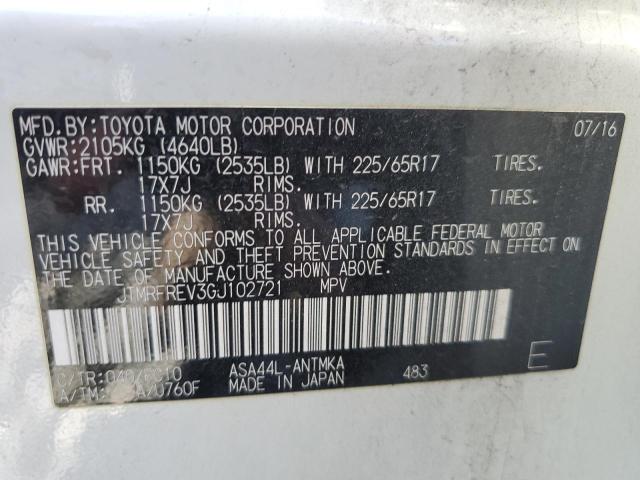 MFD.BY:TOYOTA MOTOR CORPORATION 07/16
GVWR:2105KG (4640LB)
GAWR:FRT. 1150KG (2535LB) WITH 225/65R17 TIRES.
17X7J RIMS.
RR. 1150KG (2535LB) WITH 225/65R17 TIRES.
17X7J RIMS.
THIS VEHICLE CONFORMS TO ALL APPLICABLE FEDERAL MOTOR
VEHICLE SAFETY AND THEFT PREVENTION STANDARDS IN EFFECT ON
THE DATE OF MANUFACTURE SHOWN ABOVE.
JTMRFREV3GJ102721 MPV
C/TR: ASA44L-ANTMKA 483 E
A/TM: /U760F MADE IN JAPAN